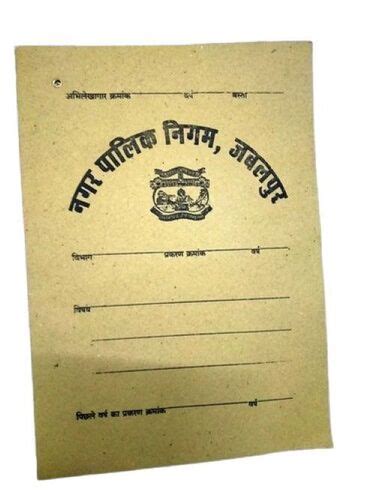 अभिलेखागार क्रमांक वर्ष बस्ता
नगर पालिक निगम, जबलपुर
विभाग प्रकरण क्रमांक वर्ष
विषय
पिछले वर्ष का प्रकरण क्रमांक वर्ष